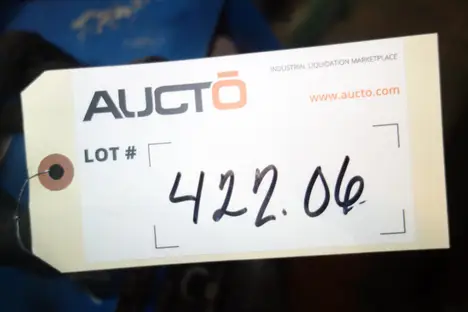 AUCTŌ
INDUSTRIAL LIQUIDATION MARKETPLACE
www.aucto.com
LOT #
422.06